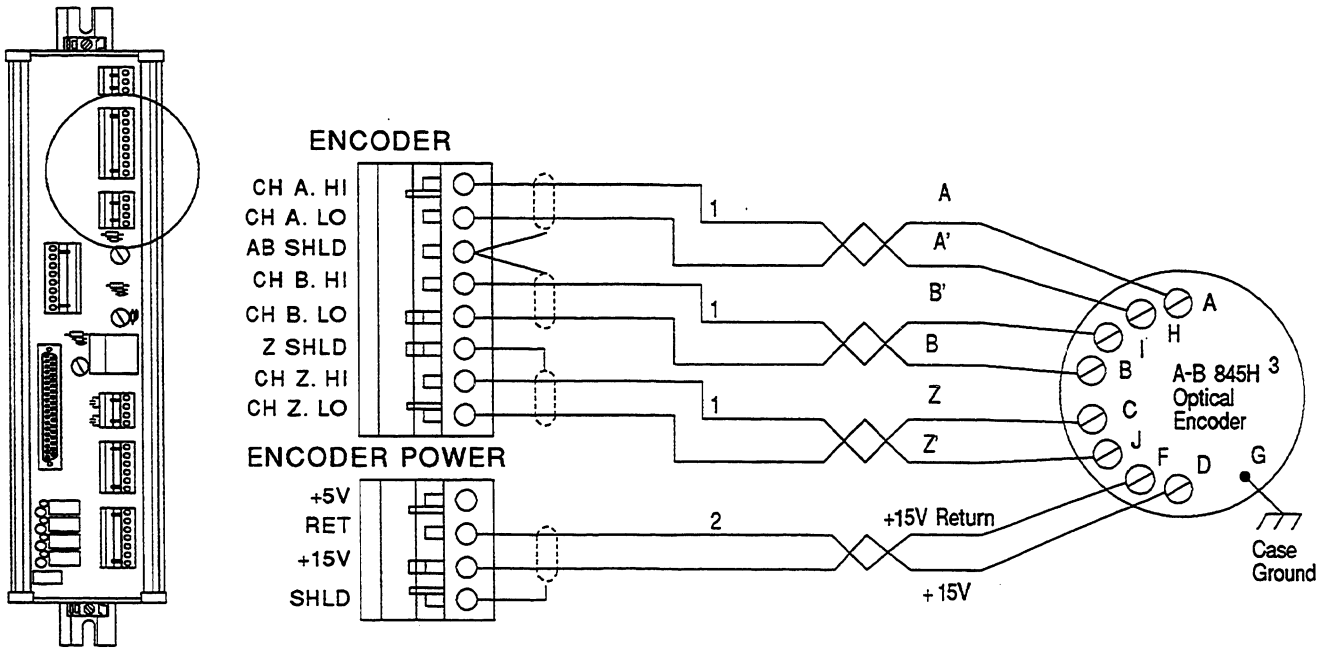 ENCODER
CH A. HI
CH A. LO
AB SHLD
CH B. HI
CH B. LO
Z SHLD
CH Z. HI
CH Z. LO
ENCODER POWER
+5V
RET
+15V
SHLD
1
1
1
2
A
A'
B'
B
Z
Z'
+15V Return
+ 15V
A
H
I
B
C
J
F
D
G
A-B 845H 3
Optical
Encoder
Case
Ground